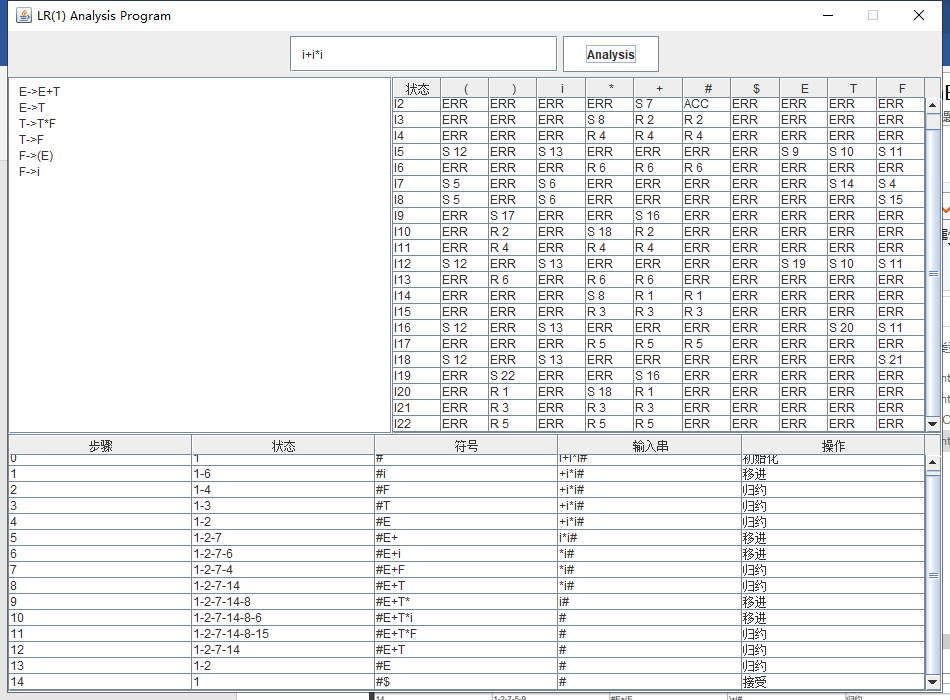 LR(1) Analysis Program
i+i*i
Analysis
E->E+T
E->T
T->T*F
T->F
F->(E)
F->i
状态 ( ) i * + # $ E T F
I2 ERR ERR ERR ERR S 7 ACC ERR ERR ERR ERR
I3 ERR ERR ERR S 8 R 2 R 2 ERR ERR ERR ERR
I4 ERR ERR ERR R 4 R 4 R 4 ERR ERR ERR ERR
I5 S 12 ERR S 13 ERR ERR ERR ERR S 9 S 10 S 11
I6 ERR ERR ERR R 6 R 6 R 6 ERR ERR ERR ERR
I7 S 5 ERR S 6 ERR ERR ERR ERR ERR S 14 S 4
I8 S 5 ERR S 6 ERR ERR ERR ERR ERR ERR S 15
I9 ERR S 17 ERR ERR S 16 ERR ERR ERR ERR ERR
I10 ERR R 2 ERR S 18 R 2 ERR ERR ERR ERR ERR
I11 ERR R 4 ERR R 4 R 4 ERR ERR ERR ERR ERR
I12 S 12 ERR S 13 ERR ERR ERR ERR S 19 S 10 S 11
I13 ERR R 6 ERR R 6 R 6 ERR ERR ERR ERR ERR
I14 ERR ERR ERR S 8 R 1 R 1 ERR ERR ERR ERR
I15 ERR ERR ERR R 3 R 3 R 3 ERR ERR ERR ERR
I16 S 12 ERR S 13 ERR ERR ERR ERR ERR S 20 S 11
I17 ERR ERR ERR R 5 R 5 R 5 ERR ERR ERR ERR
I18 S 12 ERR S 13 ERR ERR ERR ERR ERR ERR S 21
I19 ERR S 22 ERR ERR S 16 ERR ERR ERR ERR ERR
I20 ERR R 1 ERR S 18 R 1 ERR ERR ERR ERR ERR
I21 ERR R 3 ERR R 3 R 3 ERR ERR ERR ERR ERR
I22 ERR R 5 ERR R 5 R 5 ERR ERR ERR ERR ERR
步骤 状态 符号 输入串 操作
0 1 # i+i*i# 初始化
1 1-6 #i +i*i# 移进
2 1-4 #F +i*i# 归约
3 1-3 #T +i*i# 归约
4 1-2 #E +i*i# 归约
5 1-2-7 #E+ i*i# 移进
6 1-2-7-6 #E+i *i# 移进
7 1-2-7-4 #E+F *i# 归约
8 1-2-7-14 #E+T *i# 归约
9 1-2-7-14-8 #E+T* i# 移进
10 1-2-7-14-8-6 #E+T*i # 移进
11 1-2-7-14-8-15 #E+T*F # 归约
12 1-2-7-14 #E+T # 归约
13 1-2 #E # 归约
14 1 #$ # 接受